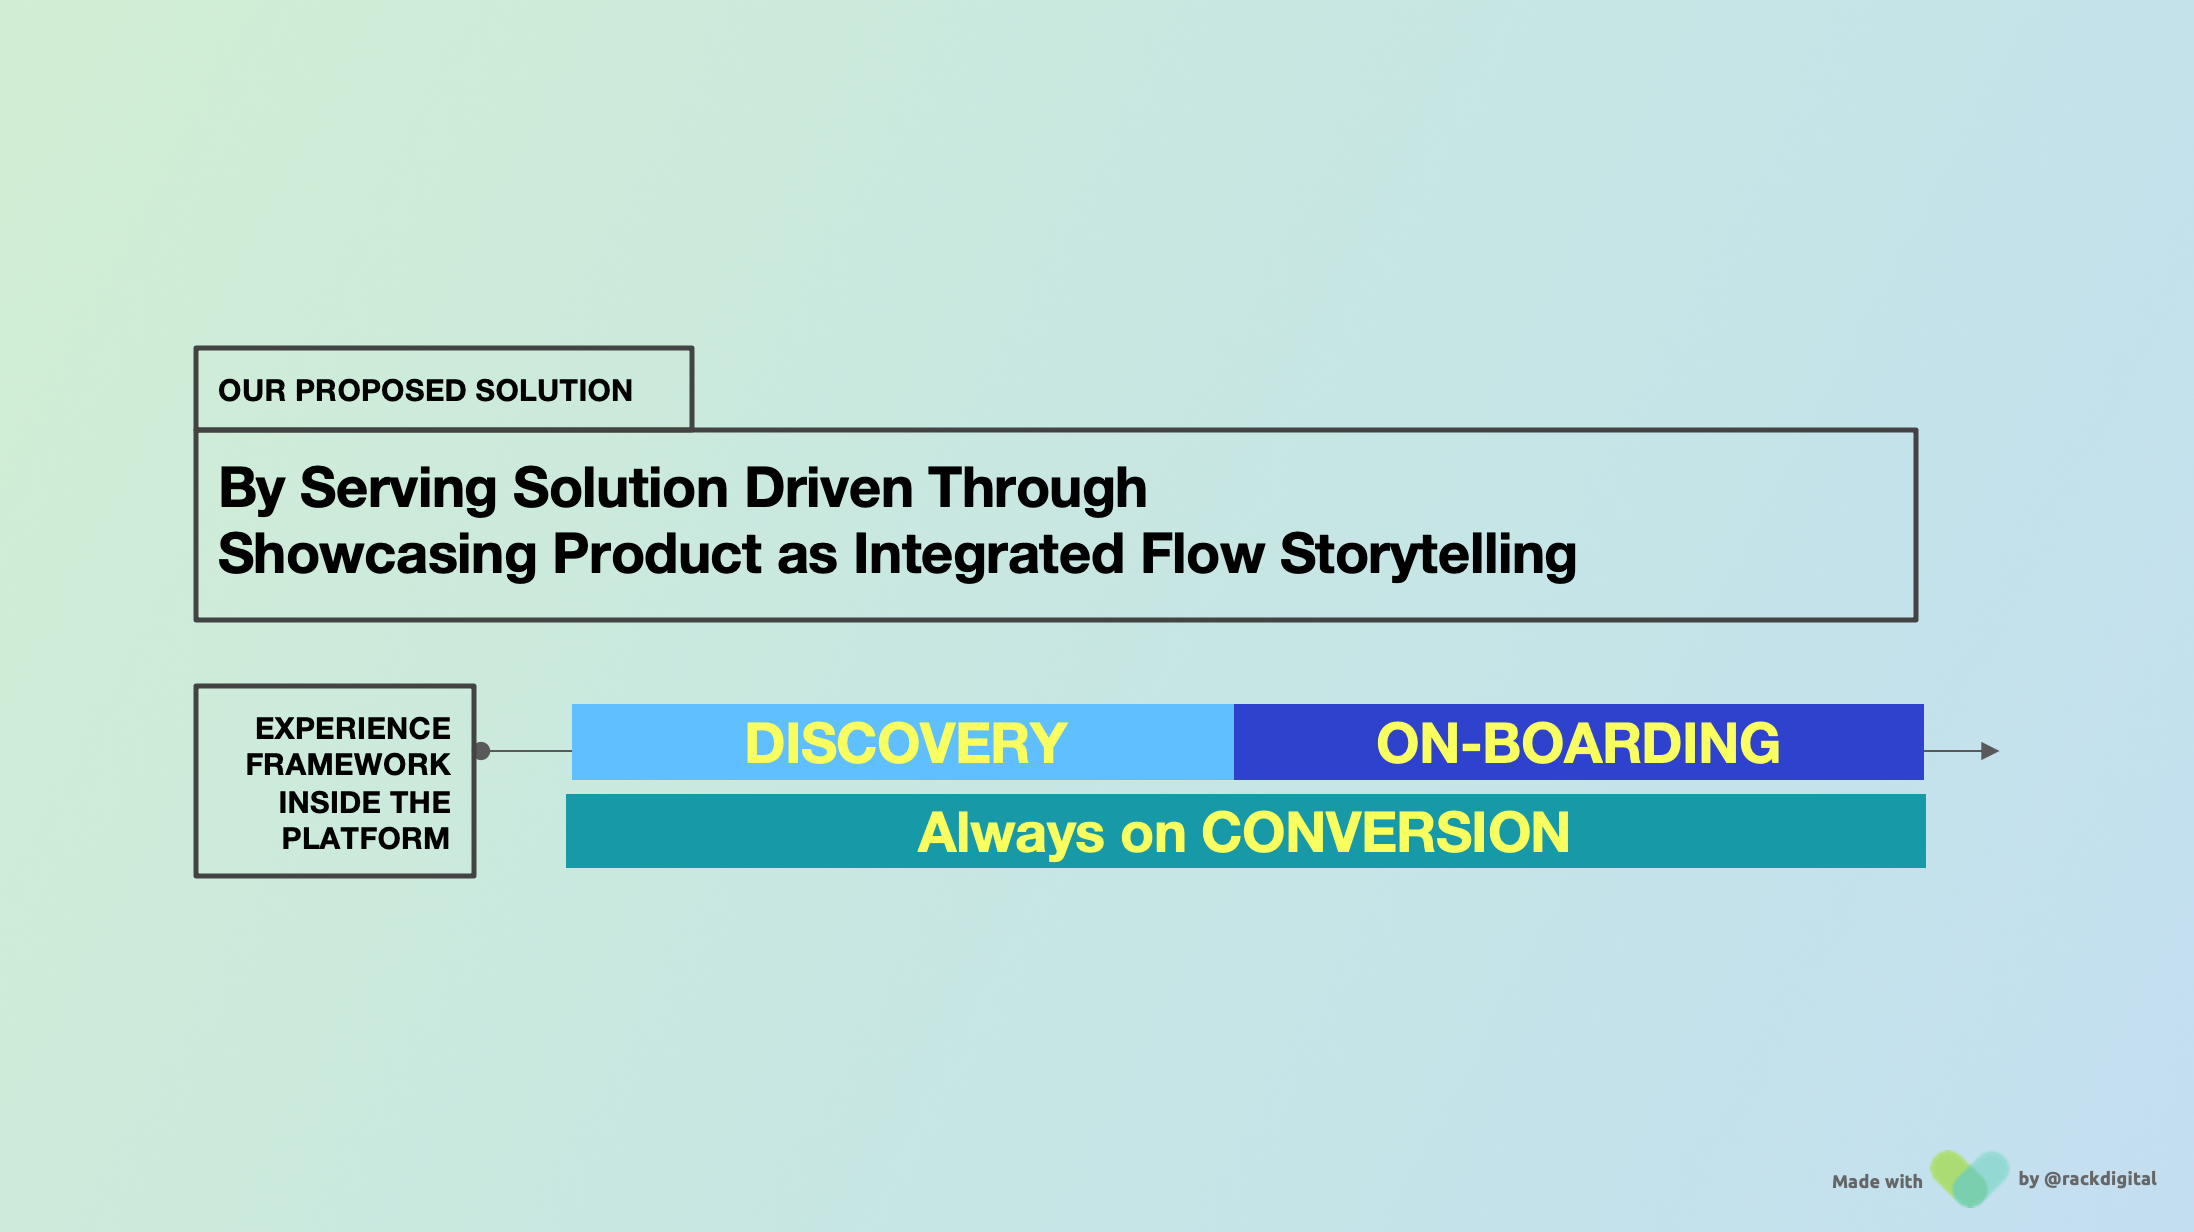 OUR PROPOSED SOLUTION
By Serving Solution Driven Through
Showcasing Product as Integrated Flow Storytelling
EXPERIENCE
FRAMEWORK
INSIDE THE
PLATFORM
DISCOVERY
ON-BOARDING
Always on CONVERSION
Made with by @rackdigital